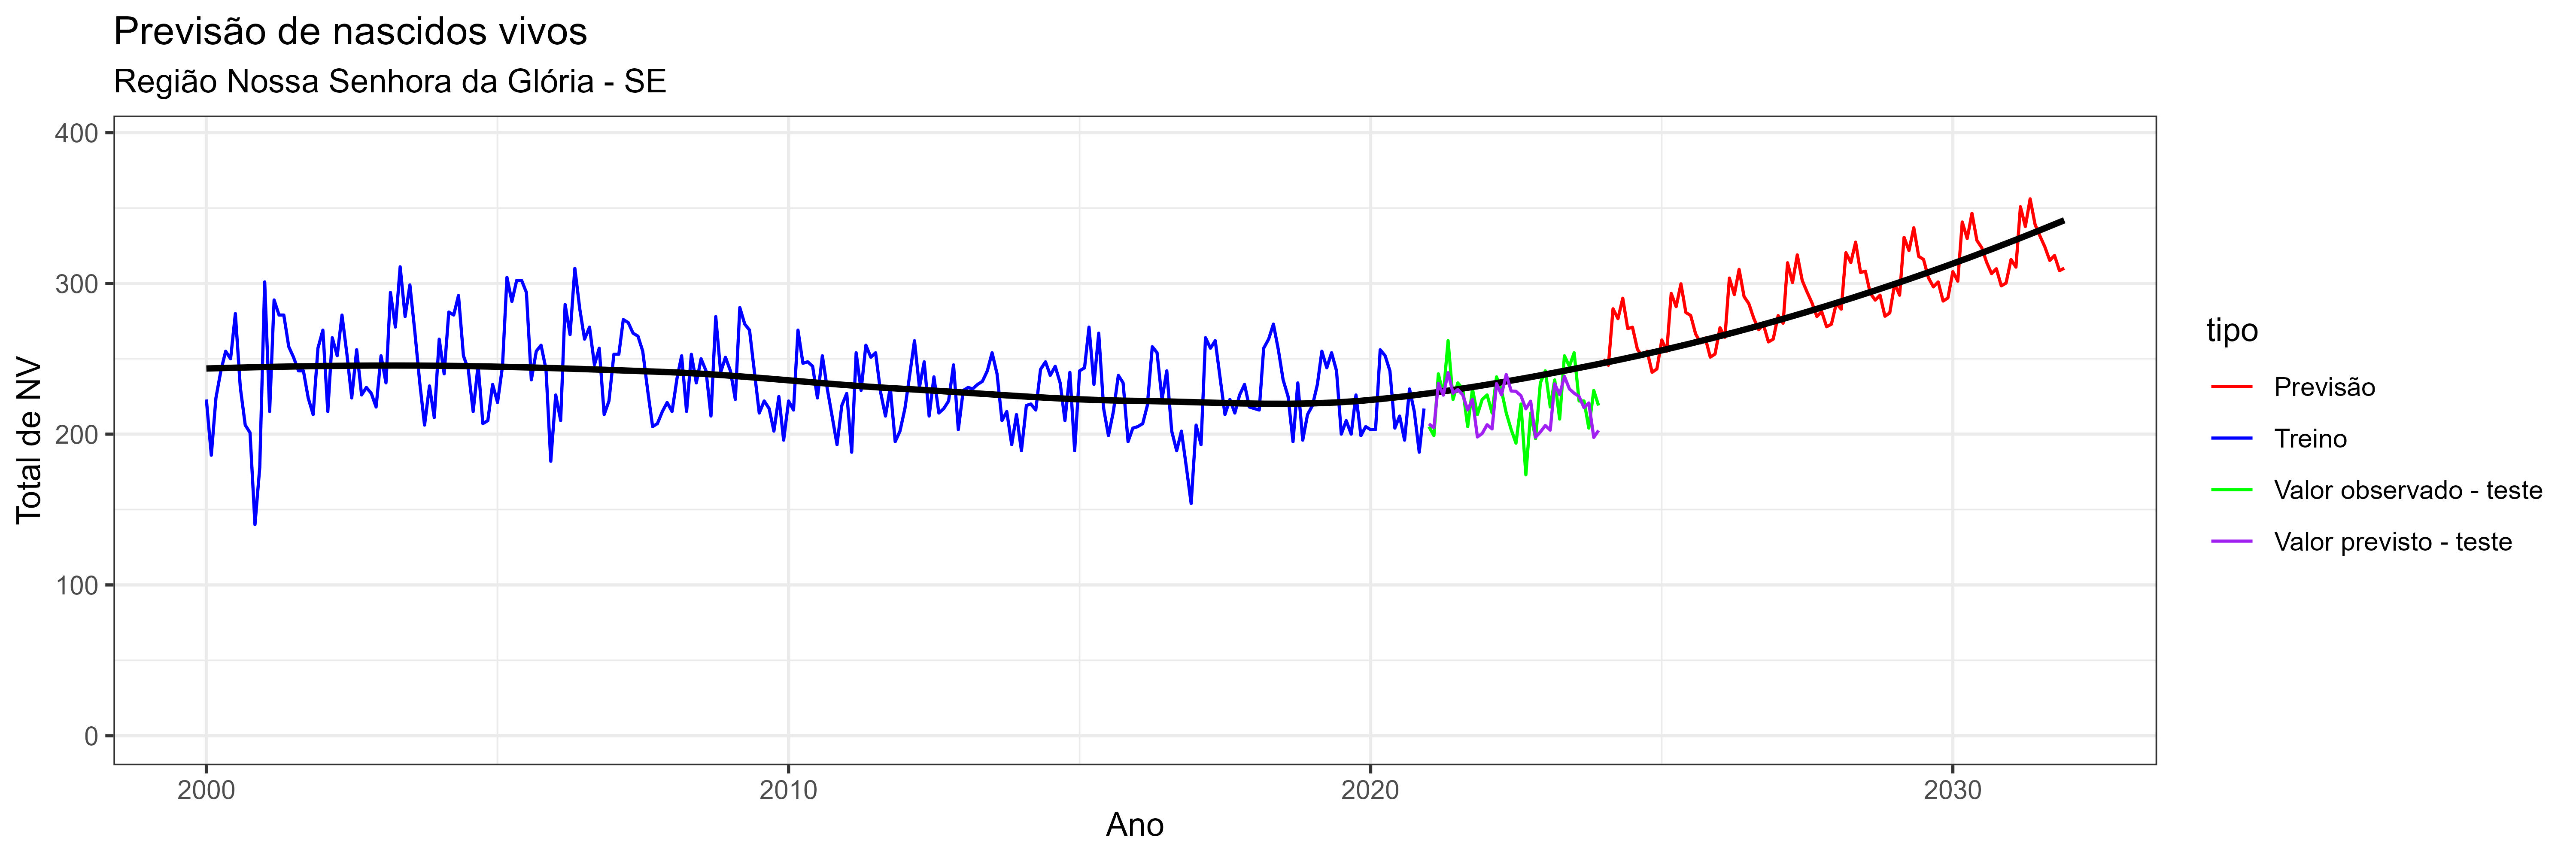 Previsão de nascidos vivos
Região Nossa Senhora da Glória - SE
400
300
200
100
0
Total de NV
2000
2010
2020
2030
Ano
tipo
Previsão
Treino
Valor observado - teste
Valor previsto - teste